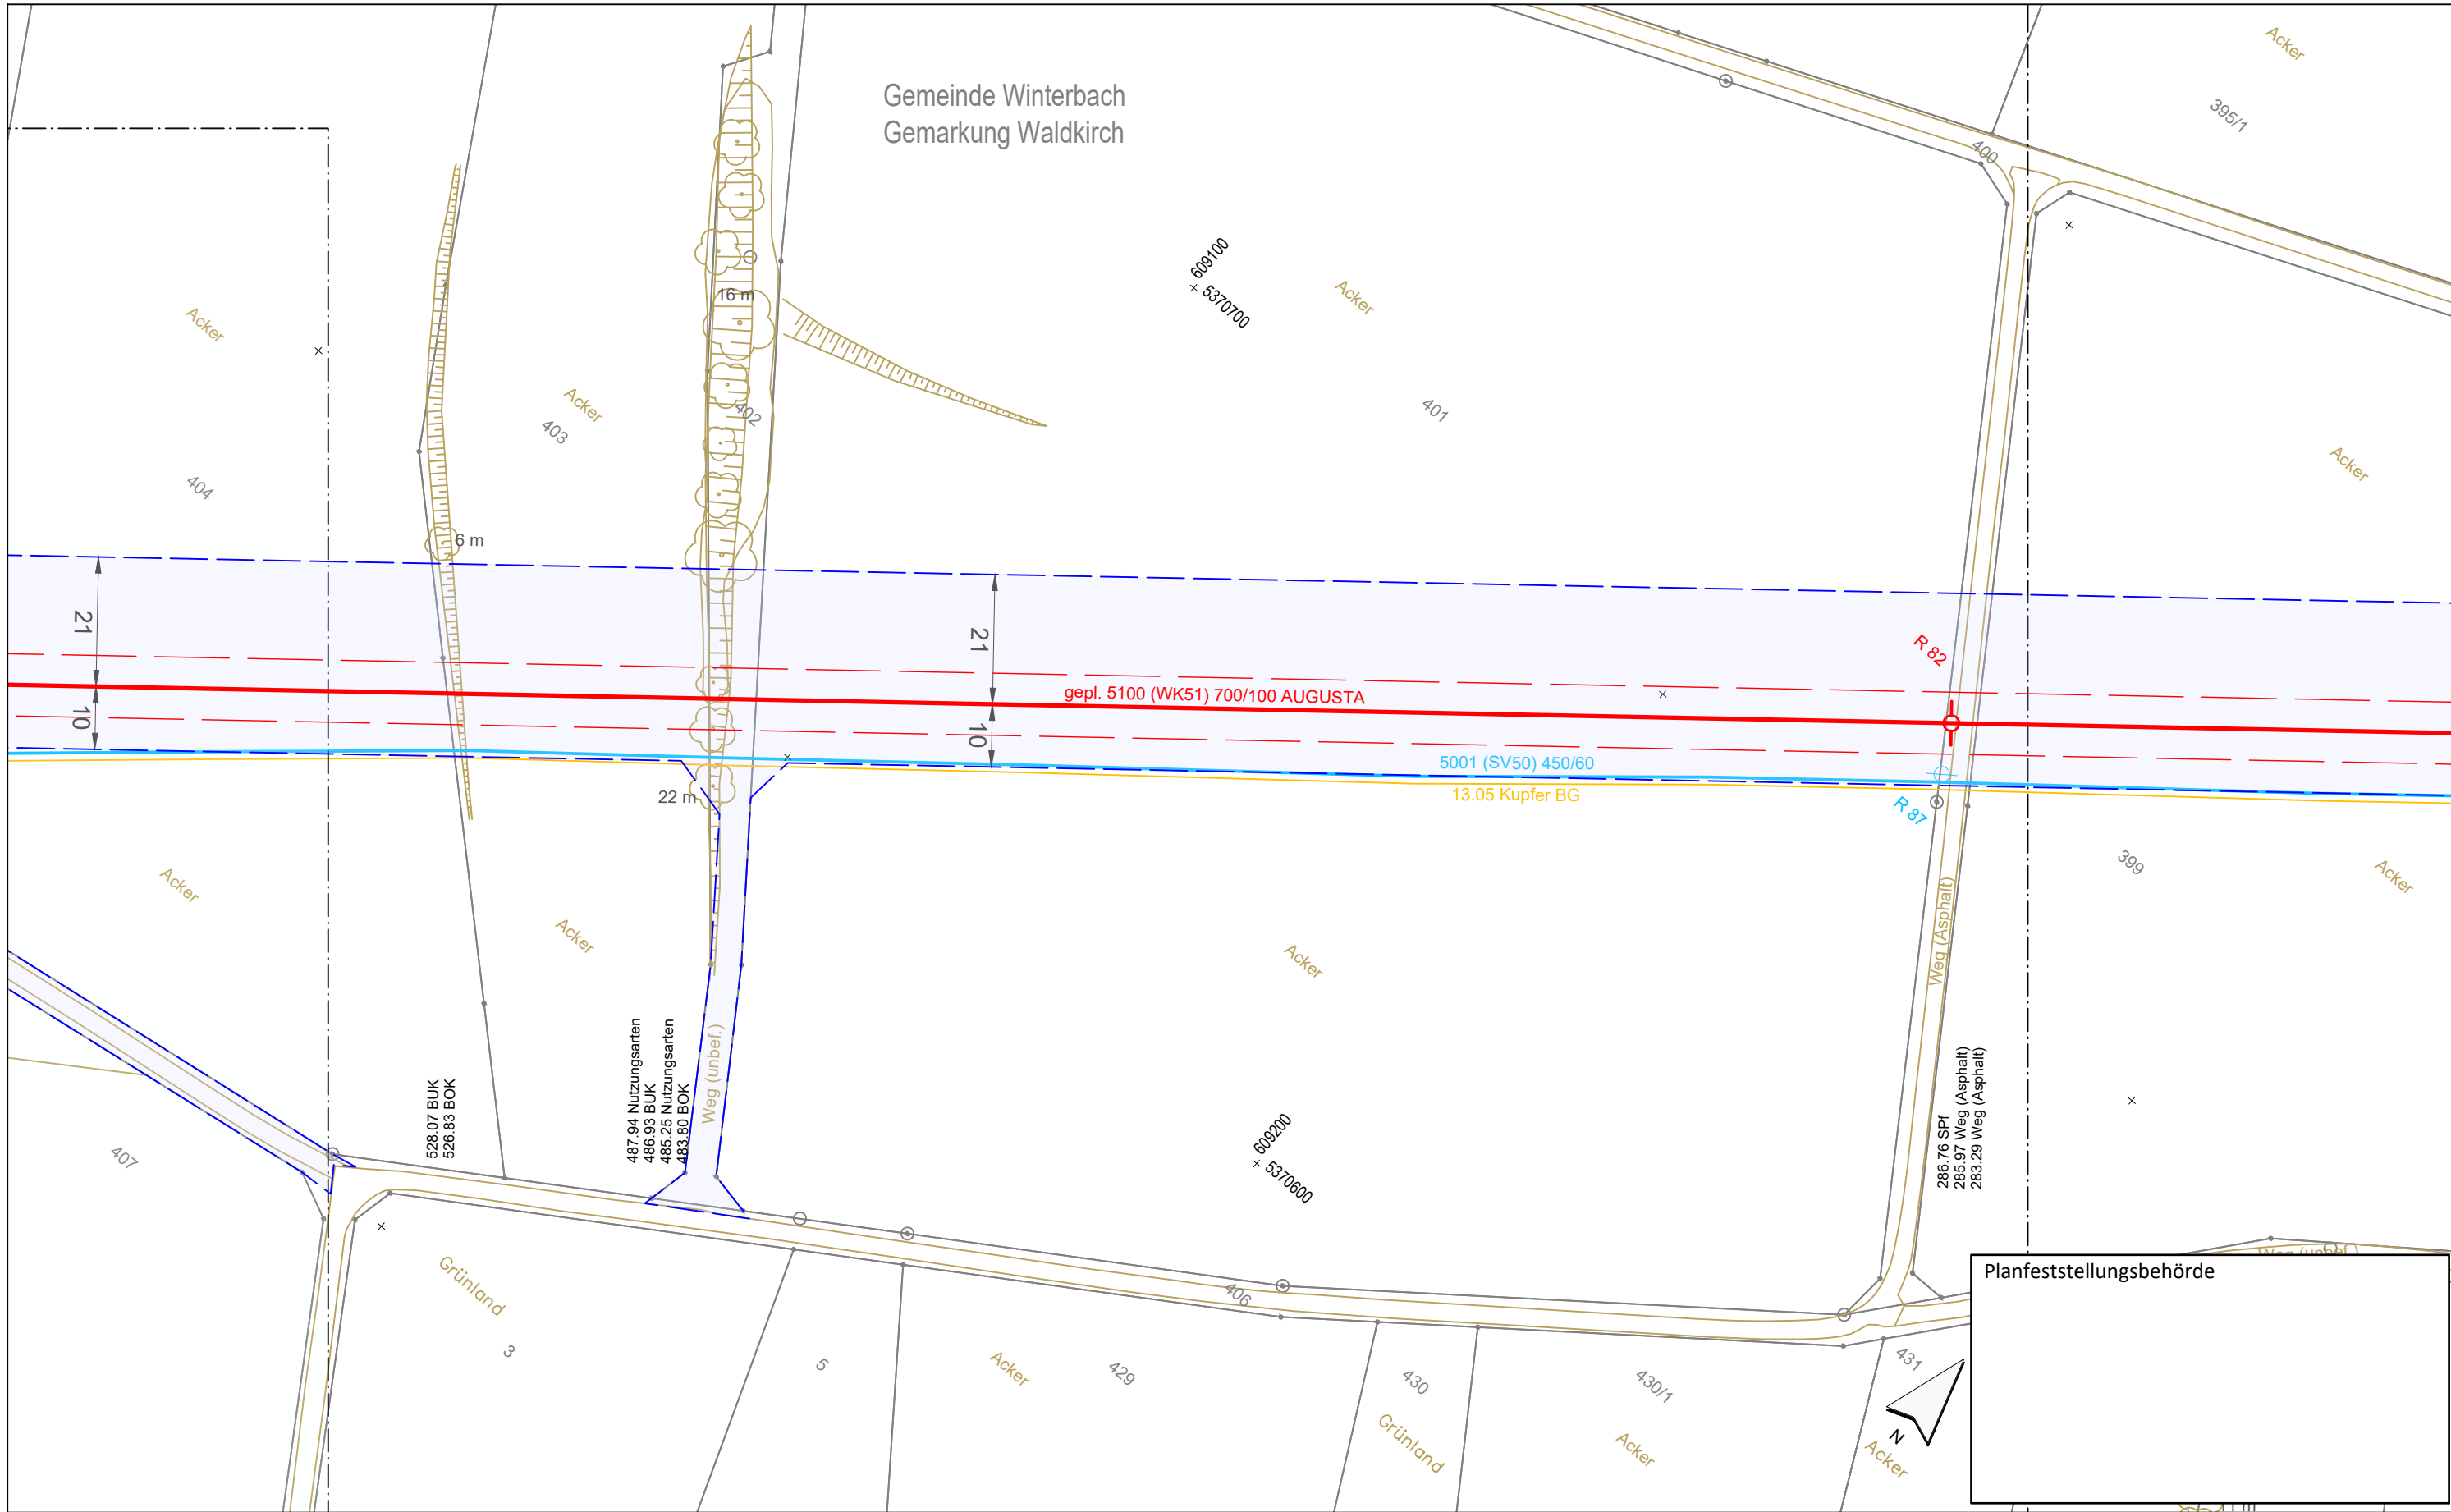 Gemeinde Winterbach
Gemarkung Waldkirch
Acker
395/1
400
609100
5370700
Acker
16 m
Acker
Acker
402
403
401
Acker
404
6 m
21
21
R 82
gepl. 5100 (WK51) 700/100 AUGUSTA
10
10
5001 (SV50) 450/60
13.05 Kupfer BG
22 m
R 87
399
Acker
Acker
Acker
Acker
Weg (Asphalt)
528.07 BUK
526.83 BOK
487.94 Nutzungsarten
486.93 BUK
485.25 Nutzungsarten
483.80 BOK
Weg (unbef.)
286.76 SPf
285.97 Weg (Asphalt)
283.29 Weg (Asphalt)
407
609200
5370600
Weg (unbef.)
Planfeststellungsbehörde
Grünland
406
3
5
Acker
429
430
430/1
431
Grünland
Acker
Acker
N